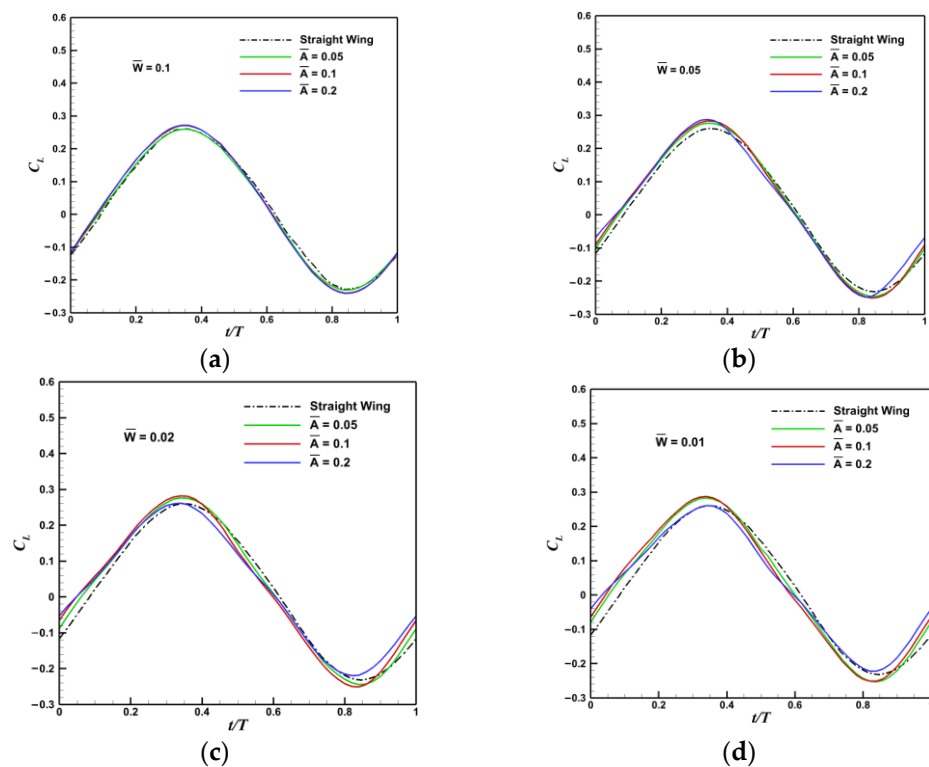 0.6
Straight Wing
0.5
A̅ = 0.05
W̅ = 0.1
A̅ = 0.1
0.4
A̅ = 0.2
0.3
0.2
C_L
0.1
0
−0.1
−0.2
−0.3
0 0.2 0.4 0.6 0.8 1
t/T
(a)
0.6
Straight Wing
0.5
A̅ = 0.05
W̅ = 0.05
A̅ = 0.1
0.4
A̅ = 0.2
0.3
0.2
C_L
0.1
0
−0.1
−0.2
−0.3
0 0.2 0.4 0.6 0.8 1
t/T
(b)
0.6
Straight Wing
0.5
A̅ = 0.05
W̅ = 0.02
A̅ = 0.1
0.4
A̅ = 0.2
0.3
0.2
C_L
0.1
0
−0.1
−0.2
−0.3
0 0.2 0.4 0.6 0.8 1
t/T
(c)
0.6
Straight Wing
0.5
A̅ = 0.05
W̅ = 0.01
A̅ = 0.1
0.4
A̅ = 0.2
0.3
0.2
C_L
0.1
0
−0.1
−0.2
−0.3
0 0.2 0.4 0.6 0.8 1
t/T
(d)